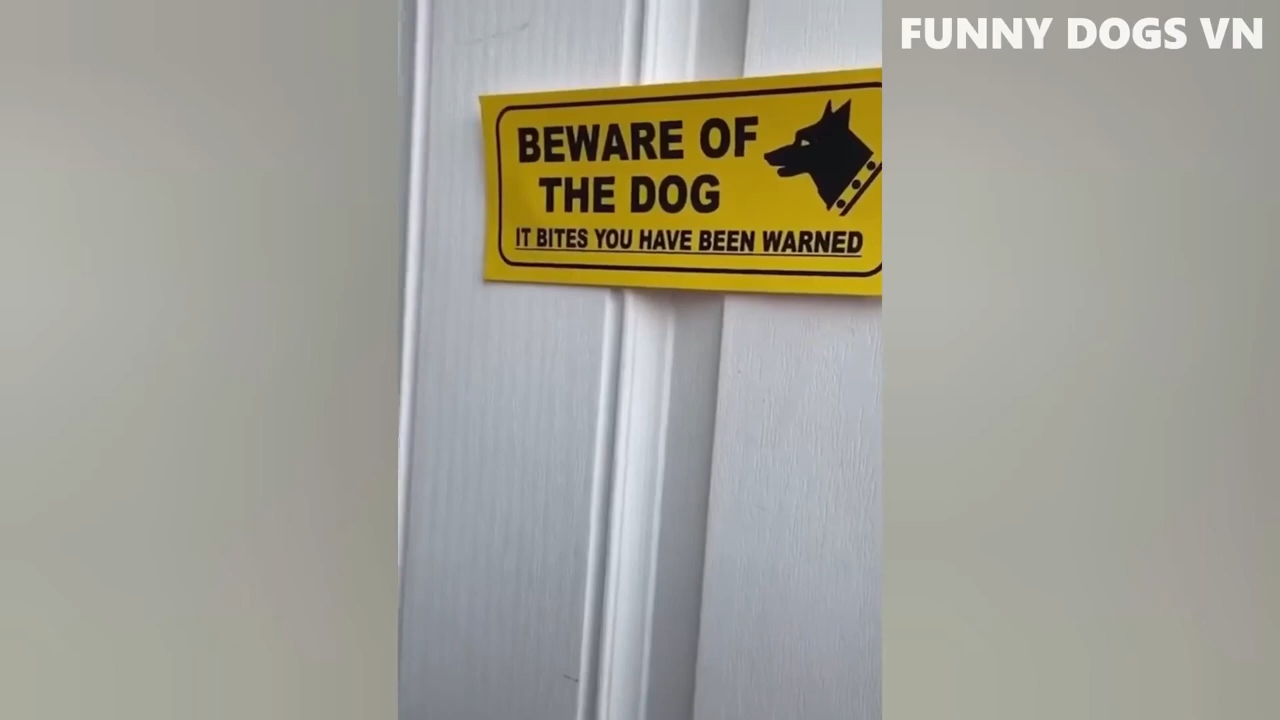 FUNNY DOGS VN
BEWARE OF
THE DOG
IT BITES YOU HAVE BEEN WARNED